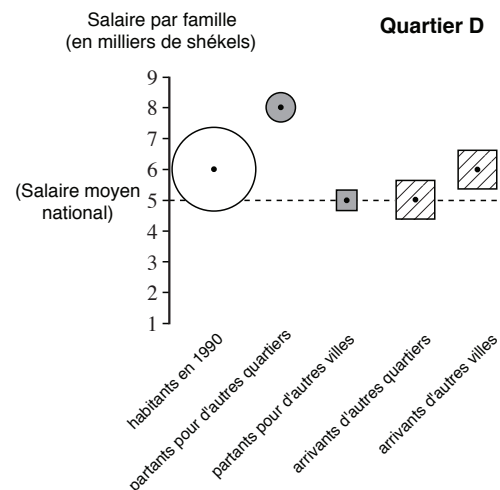 Salaire par famille
(en milliers de shékels)
Quartier D
9
8
7
6
(Salaire moyen
national)
5
4
3
2
1
habitants en 1990
partants pour d'autres quartiers
partants pour d'autres villes
arrivants d'autres quartiers
arrivants d'autres villes